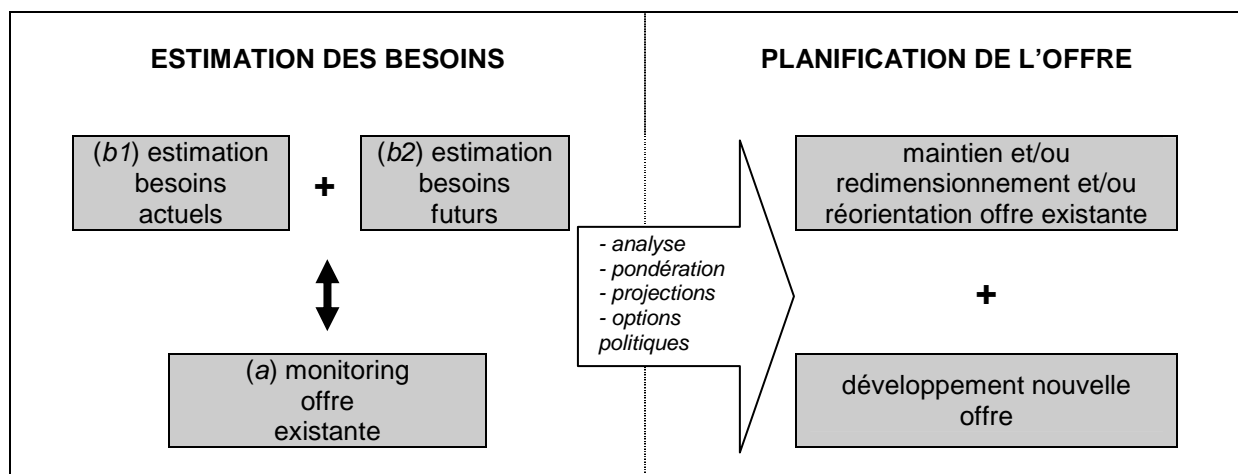 ESTIMATION DES BESOINS
(b1) estimation
besoins
actuels
+
(b2) estimation
besoins
futurs
(a) monitoring
offre
existante
- analyse
- pondération
- projections
- options
politiques
PLANIFICATION DE L'OFFRE
maintien et/ou
redimensionnement et/ou
réorientation offre existante
+
développement nouvelle
offre